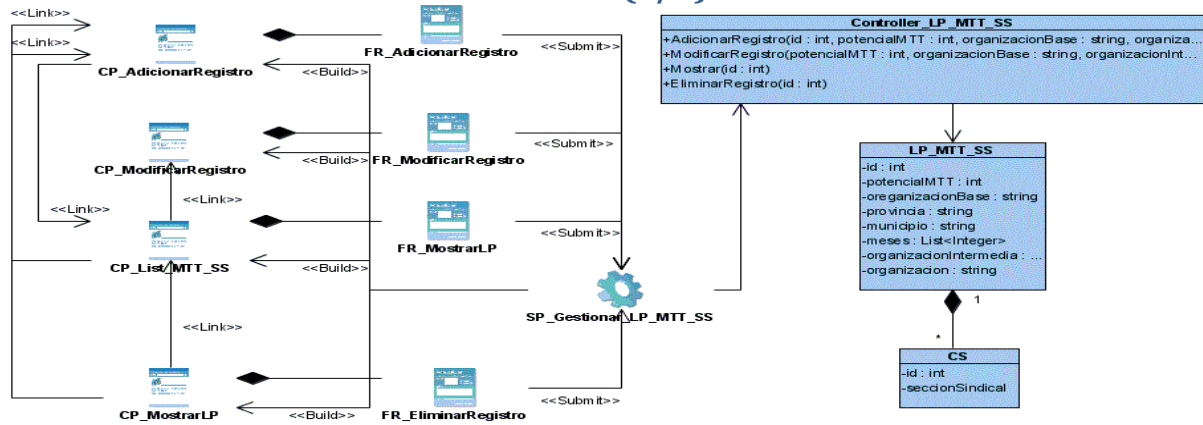 <<Link>>
<<Link>>
CP_AdicionarRegistro
FR_AdicionarRegistro
<<Submit>>
<<Build>>
CP_ModificarRegistro
FR_ModificarRegistro
<<Submit>>
<<Build>>
<<Link>>
<<Link>>
CP_List_MTT_SS
FR_MostrarLP
<<Submit>>
<<Build>>
SP_Gestionar_LP_MTT_SS
<<Link>>
CP_MostrarLP
FR_EliminarRegistro
<<Submit>>
<<Build>>
Controller_LP_MTT_SS
+AdicionarRegistro(id : int, potencialMTT : int, organizacionBase : string, organiza...
+ModificarRegistro(potencialMTT : int, organizacionBase : string, organizacionInt...
+Mostrar(id : int)
+EliminarRegistro(id : int)
LP_MTT_SS
-id : int
-potencialMTT : int
-oreganizacionBase : string
-provincia : string
-municipio : string
-meses : List<Integer>
-organizacionIntermedia : ...
-organizacion : string
1
*
CS
-id : int
-seccionSindical